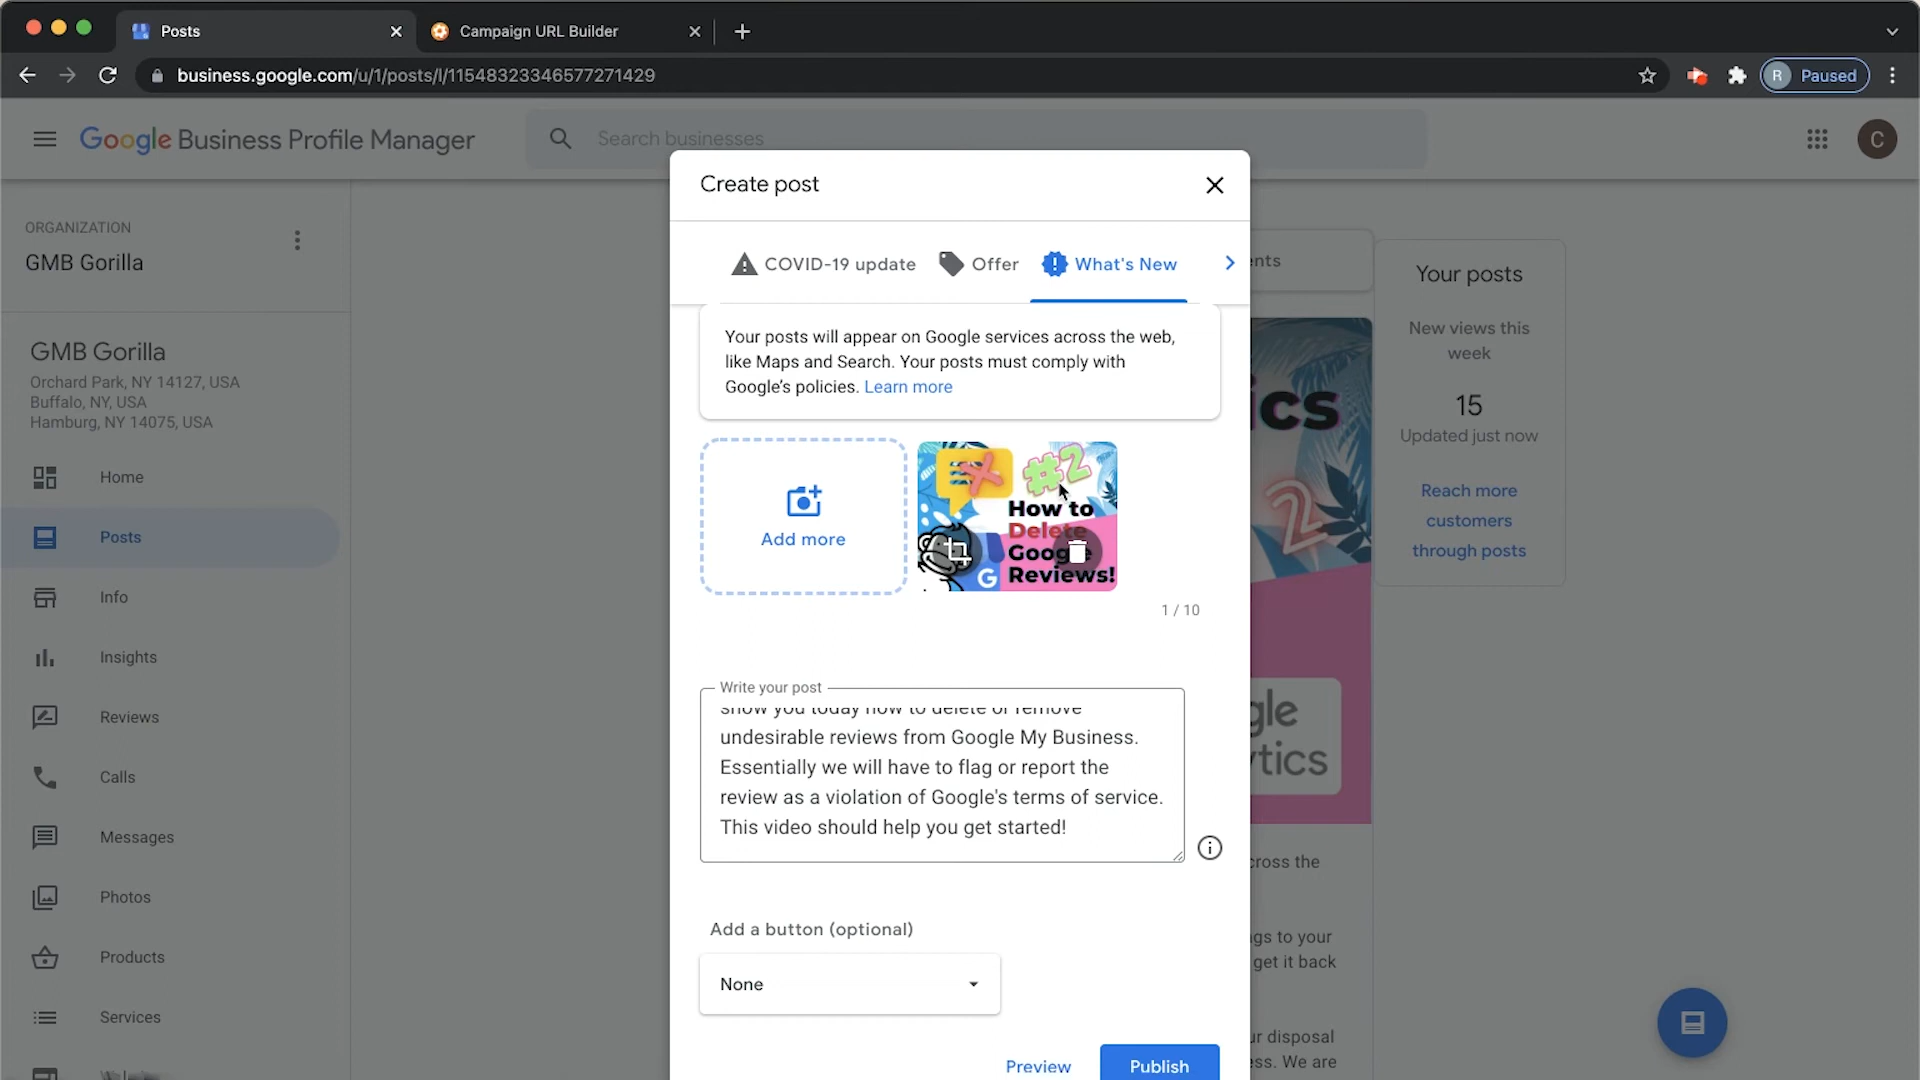 Posts
Campaign URL Builder
business.google.com/u/1/posts/l/11548323346577271429
R Paused
Google Business Profile Manager
Search businesses
C
ORGANIZATION
GMB Gorilla
GMB Gorilla
Orchard Park, NY 14127, USA
Buffalo, NY, USA
Hamburg, NY 14075, USA
Home
Posts
Info
Insights
Reviews
Calls
Messages
Photos
Products
Services
Create post
COVID-19 update
Offer
What's New
Your posts will appear on Google services across the web,
like Maps and Search. Your posts must comply with
Google's policies. Learn more
Add more
#2
How to
Delete
Google
Reviews!
G
1 / 10
Write your post
show you today how to delete or remove
undesirable reviews from Google My Business.
Essentially we will have to flag or report the
review as a violation of Google's terms of service.
This video should help you get started!
Add a button (optional)
None
Preview
Publish
ents
ics
2
gle
ytics
cross the
ngs to your
get it back
ur disposal
ess. We are
Your posts
New views this
week
15
Updated just now
Reach more
customers
through posts